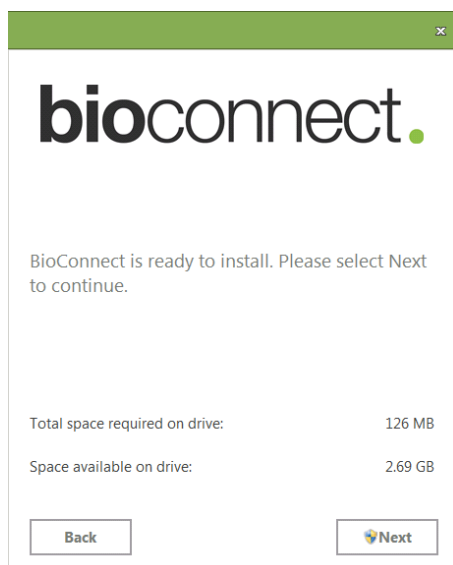 bioconnect.
BioConnect is ready to install. Please select Next
to continue.
Total space required on drive: 126 MB
Space available on drive: 2.69 GB
Back Next